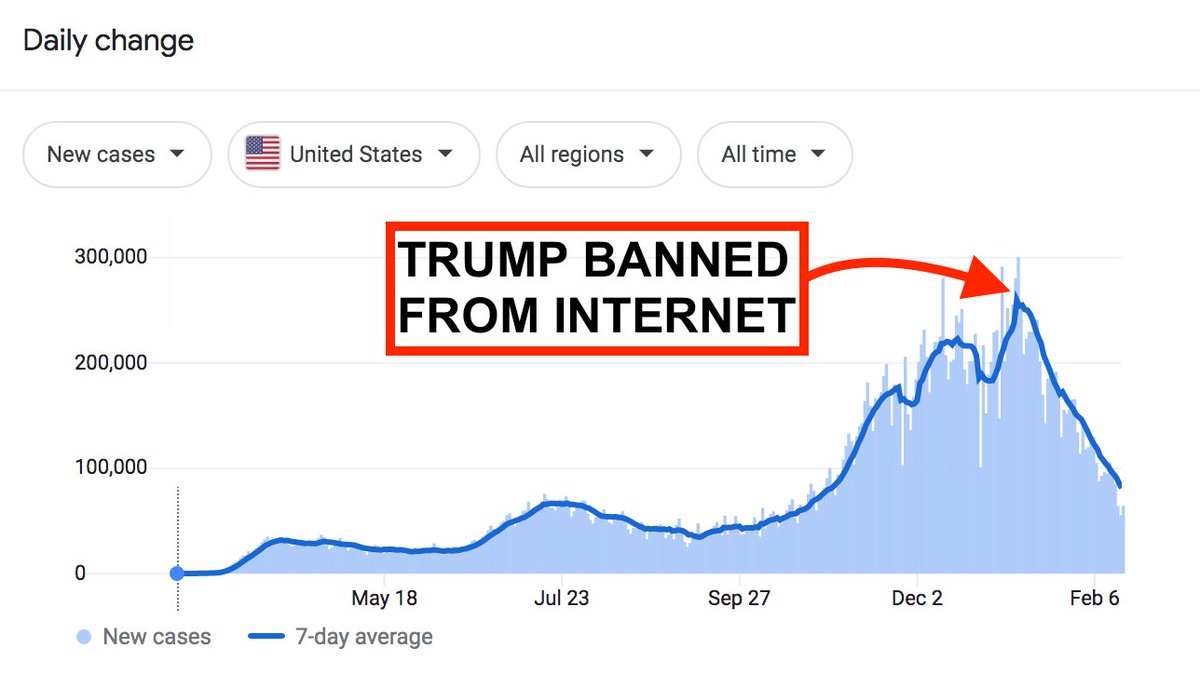 Daily change
New cases United States All regions All time
300,000
200,000
100,000
0
TRUMP BANNED
FROM INTERNET
May 18 Jul 23 Sep 27 Dec 2 Feb 6
New cases 7-day average